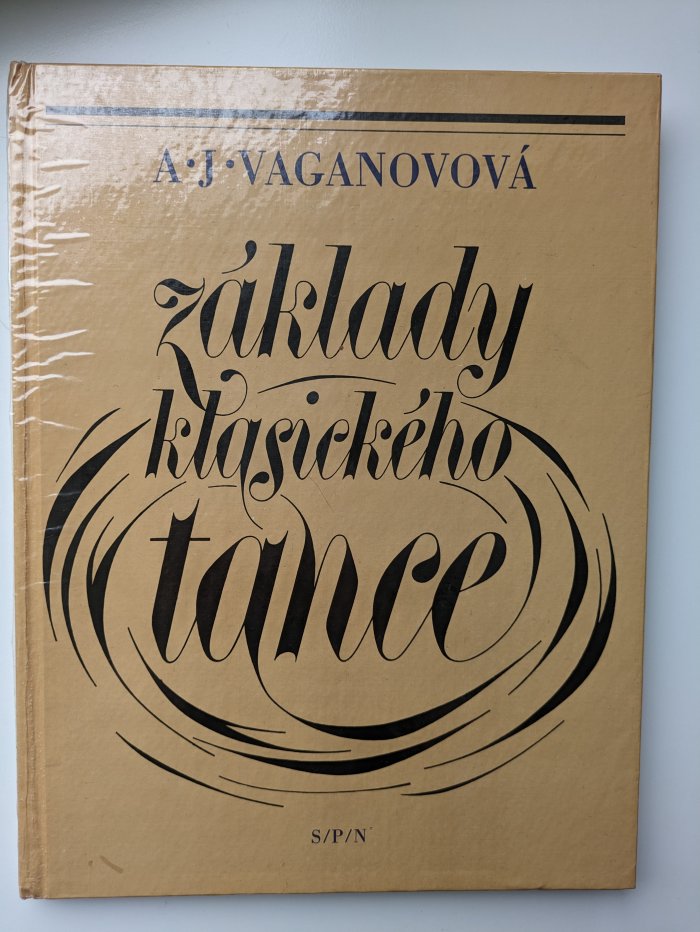 A·J·VAGANOVOVÁ
základy
klasického
tance
S/P/N